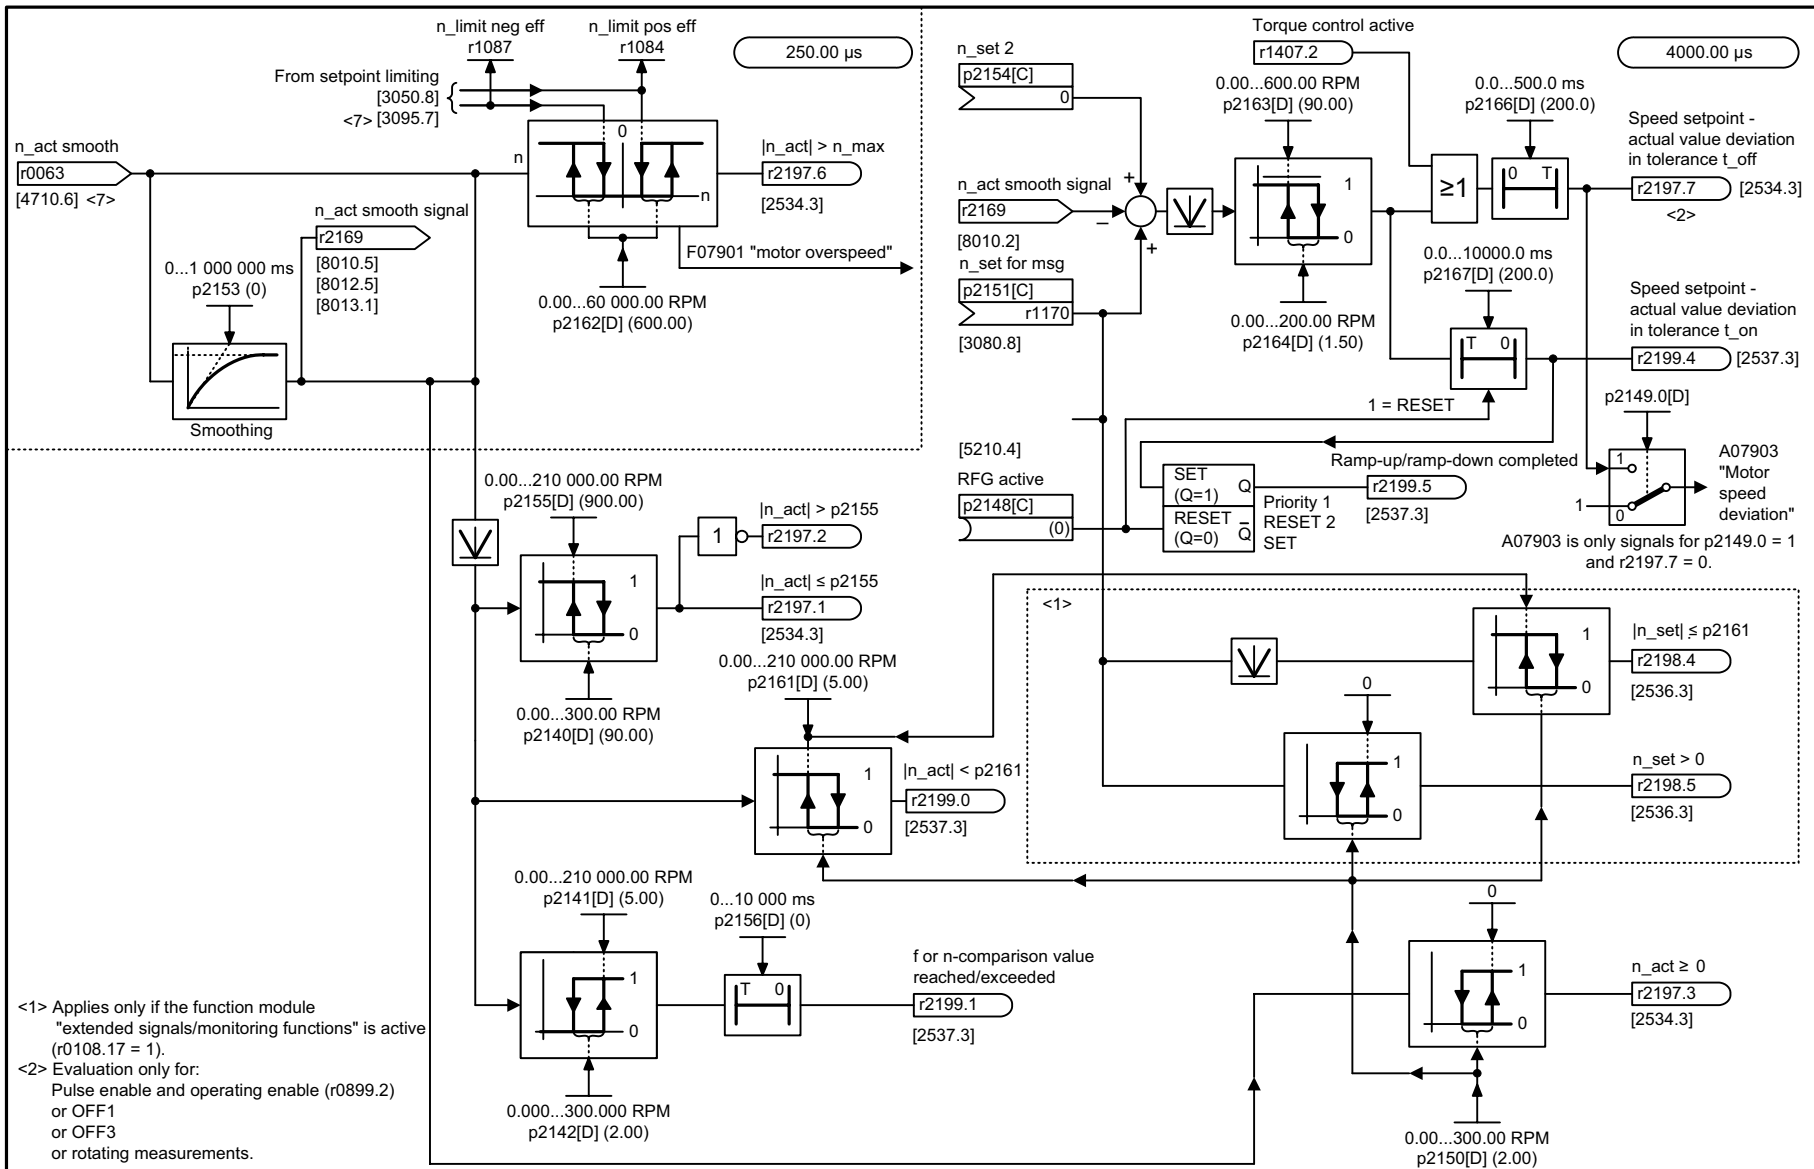 n_limit neg eff
r1087
n_limit pos eff
r1084
250.00 µs
From setpoint limiting
[3050.8]
<7> [3095.7]
n_act smooth
r0063
[4710.6] <7>
n
0
n
|n_act| > n_max
r2197.6
[2534.3]
n_act smooth signal
r2169
[8010.5]
[8012.5]
[8013.1]
F07901 "motor overspeed"
0...1 000 000 ms
p2153 (0)
0.00...60 000.00 RPM
p2162[D] (600.00)
Smoothing
0.00...210 000.00 RPM
p2155[D] (900.00)
1
0
|n_act| > p2155
1
r2197.2
|n_act| ≤ p2155
r2197.1
[2534.3]
0.00...300.00 RPM
p2140[D] (90.00)
0.00...210 000.00 RPM
p2161[D] (5.00)
1
0
|n_act| < p2161
r2199.0
[2537.3]
0.00...210 000.00 RPM
p2141[D] (5.00)
1
0
0...10 000 ms
p2156[D] (0)
T 0
f or n-comparison value
reached/exceeded
r2199.1
[2537.3]
0.000...300.000 RPM
p2142[D] (2.00)
<1> Applies only if the function module
"extended signals/monitoring functions" is active
(r0108.17 = 1).
<2> Evaluation only for:
Pulse enable and operating enable (r0899.2)
or OFF1
or OFF3
or rotating measurements.
n_set 2
p2154[C]
0
Torque control active
r1407.2
4000.00 µs
0.00...600.00 RPM
p2163[D] (90.00)
0.0...500.0 ms
p2166[D] (200.0)
Speed setpoint -
actual value deviation
in tolerance t_off
r2197.7 [2534.3]
<2>
n_act smooth signal
r2169
[8010.2]
+
–
+
1
0
≥1
0 T
n_set for msg
p2151[C]
r1170
[3080.8]
0.00...200.00 RPM
p2164[D] (1.50)
0.0...10000.0 ms
p2167[D] (200.0)
T 0
Speed setpoint -
actual value deviation
in tolerance t_on
r2199.4 [2537.3]
1 = RESET
p2149.0[D]
[5210.4]
RFG active
p2148[C]
(0)
SET
(Q=1) Q
RESET
(Q=0) Q
Priority 1
RESET 2
SET
Ramp-up/ramp-down completed
r2199.5
[2537.3]
1
1
0
A07903
"Motor
speed
deviation"
A07903 is only signals for p2149.0 = 1
and r2197.7 = 0.
<1>
1
0
|n_set| ≤ p2161
r2198.4
[2536.3]
0
1
0
n_set > 0
r2198.5
[2536.3]
0
1
0
n_act ≥ 0
r2197.3
[2534.3]
0.00...300.00 RPM
p2150[D] (2.00)